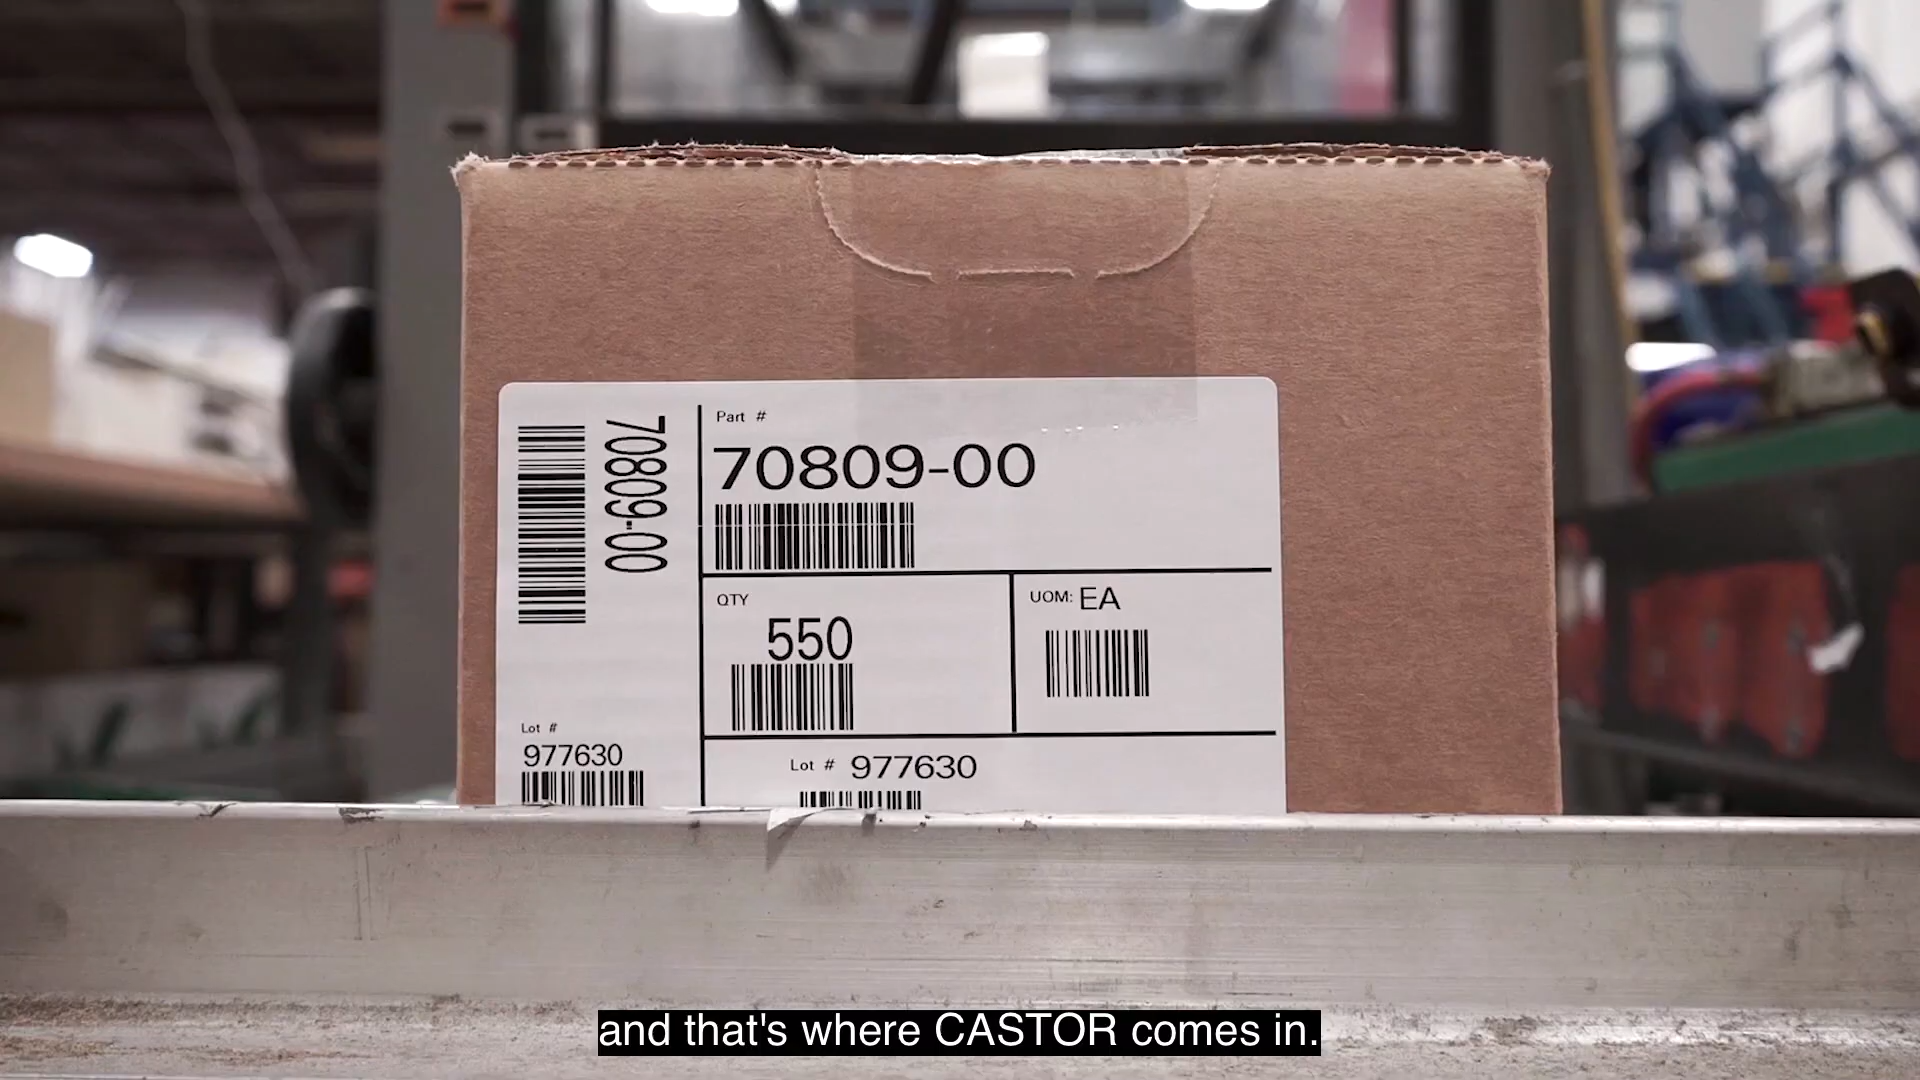 70809-00
Part #
70809-00
QTY
550
UOM: EA
Lot #
977630
Lot # 977630
and that's where CASTOR comes in.